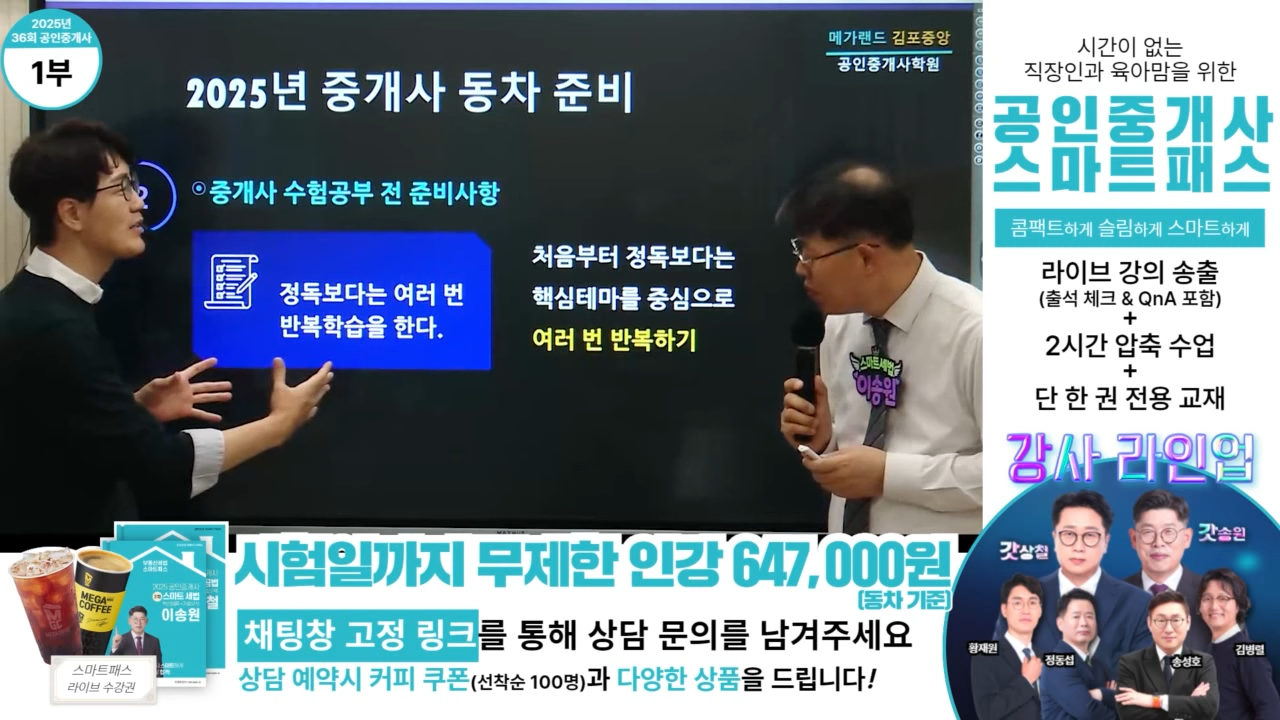 2025년
36회 공인중개사
1부
메가랜드 김포중앙
공인중개사학원
2025년 중개사 동차 준비
2
중개사 수험공부 전 준비사항
정독보다는 여러 번
반복학습을 한다.
처음부터 정독보다는
핵심테마를 중심으로
여러 번 반복하기
스마트세법
이송원
시간이 없는
직장인과 육아맘을 위한
공인중개사
스마트패스
콤팩트하게 슬림하게 스마트하게
라이브 강의 송출
(출석 체크 & QnA 포함)
+
2시간 압축 수업
+
단 한 권 전용 교재
강사 라인업
갓상철
갓송원
황재원
정동섭
송성호
김병렬
MEGA
COFFEE
스마트 세법
이송원
스마트패스
라이브 수강권
시험일까지 무제한 인강 647,000원
(동차 기준)
채팅창 고정 링크를 통해 상담 문의를 남겨주세요
상담 예약시 커피 쿠폰(선착순 100명)과 다양한 상품을 드립니다!